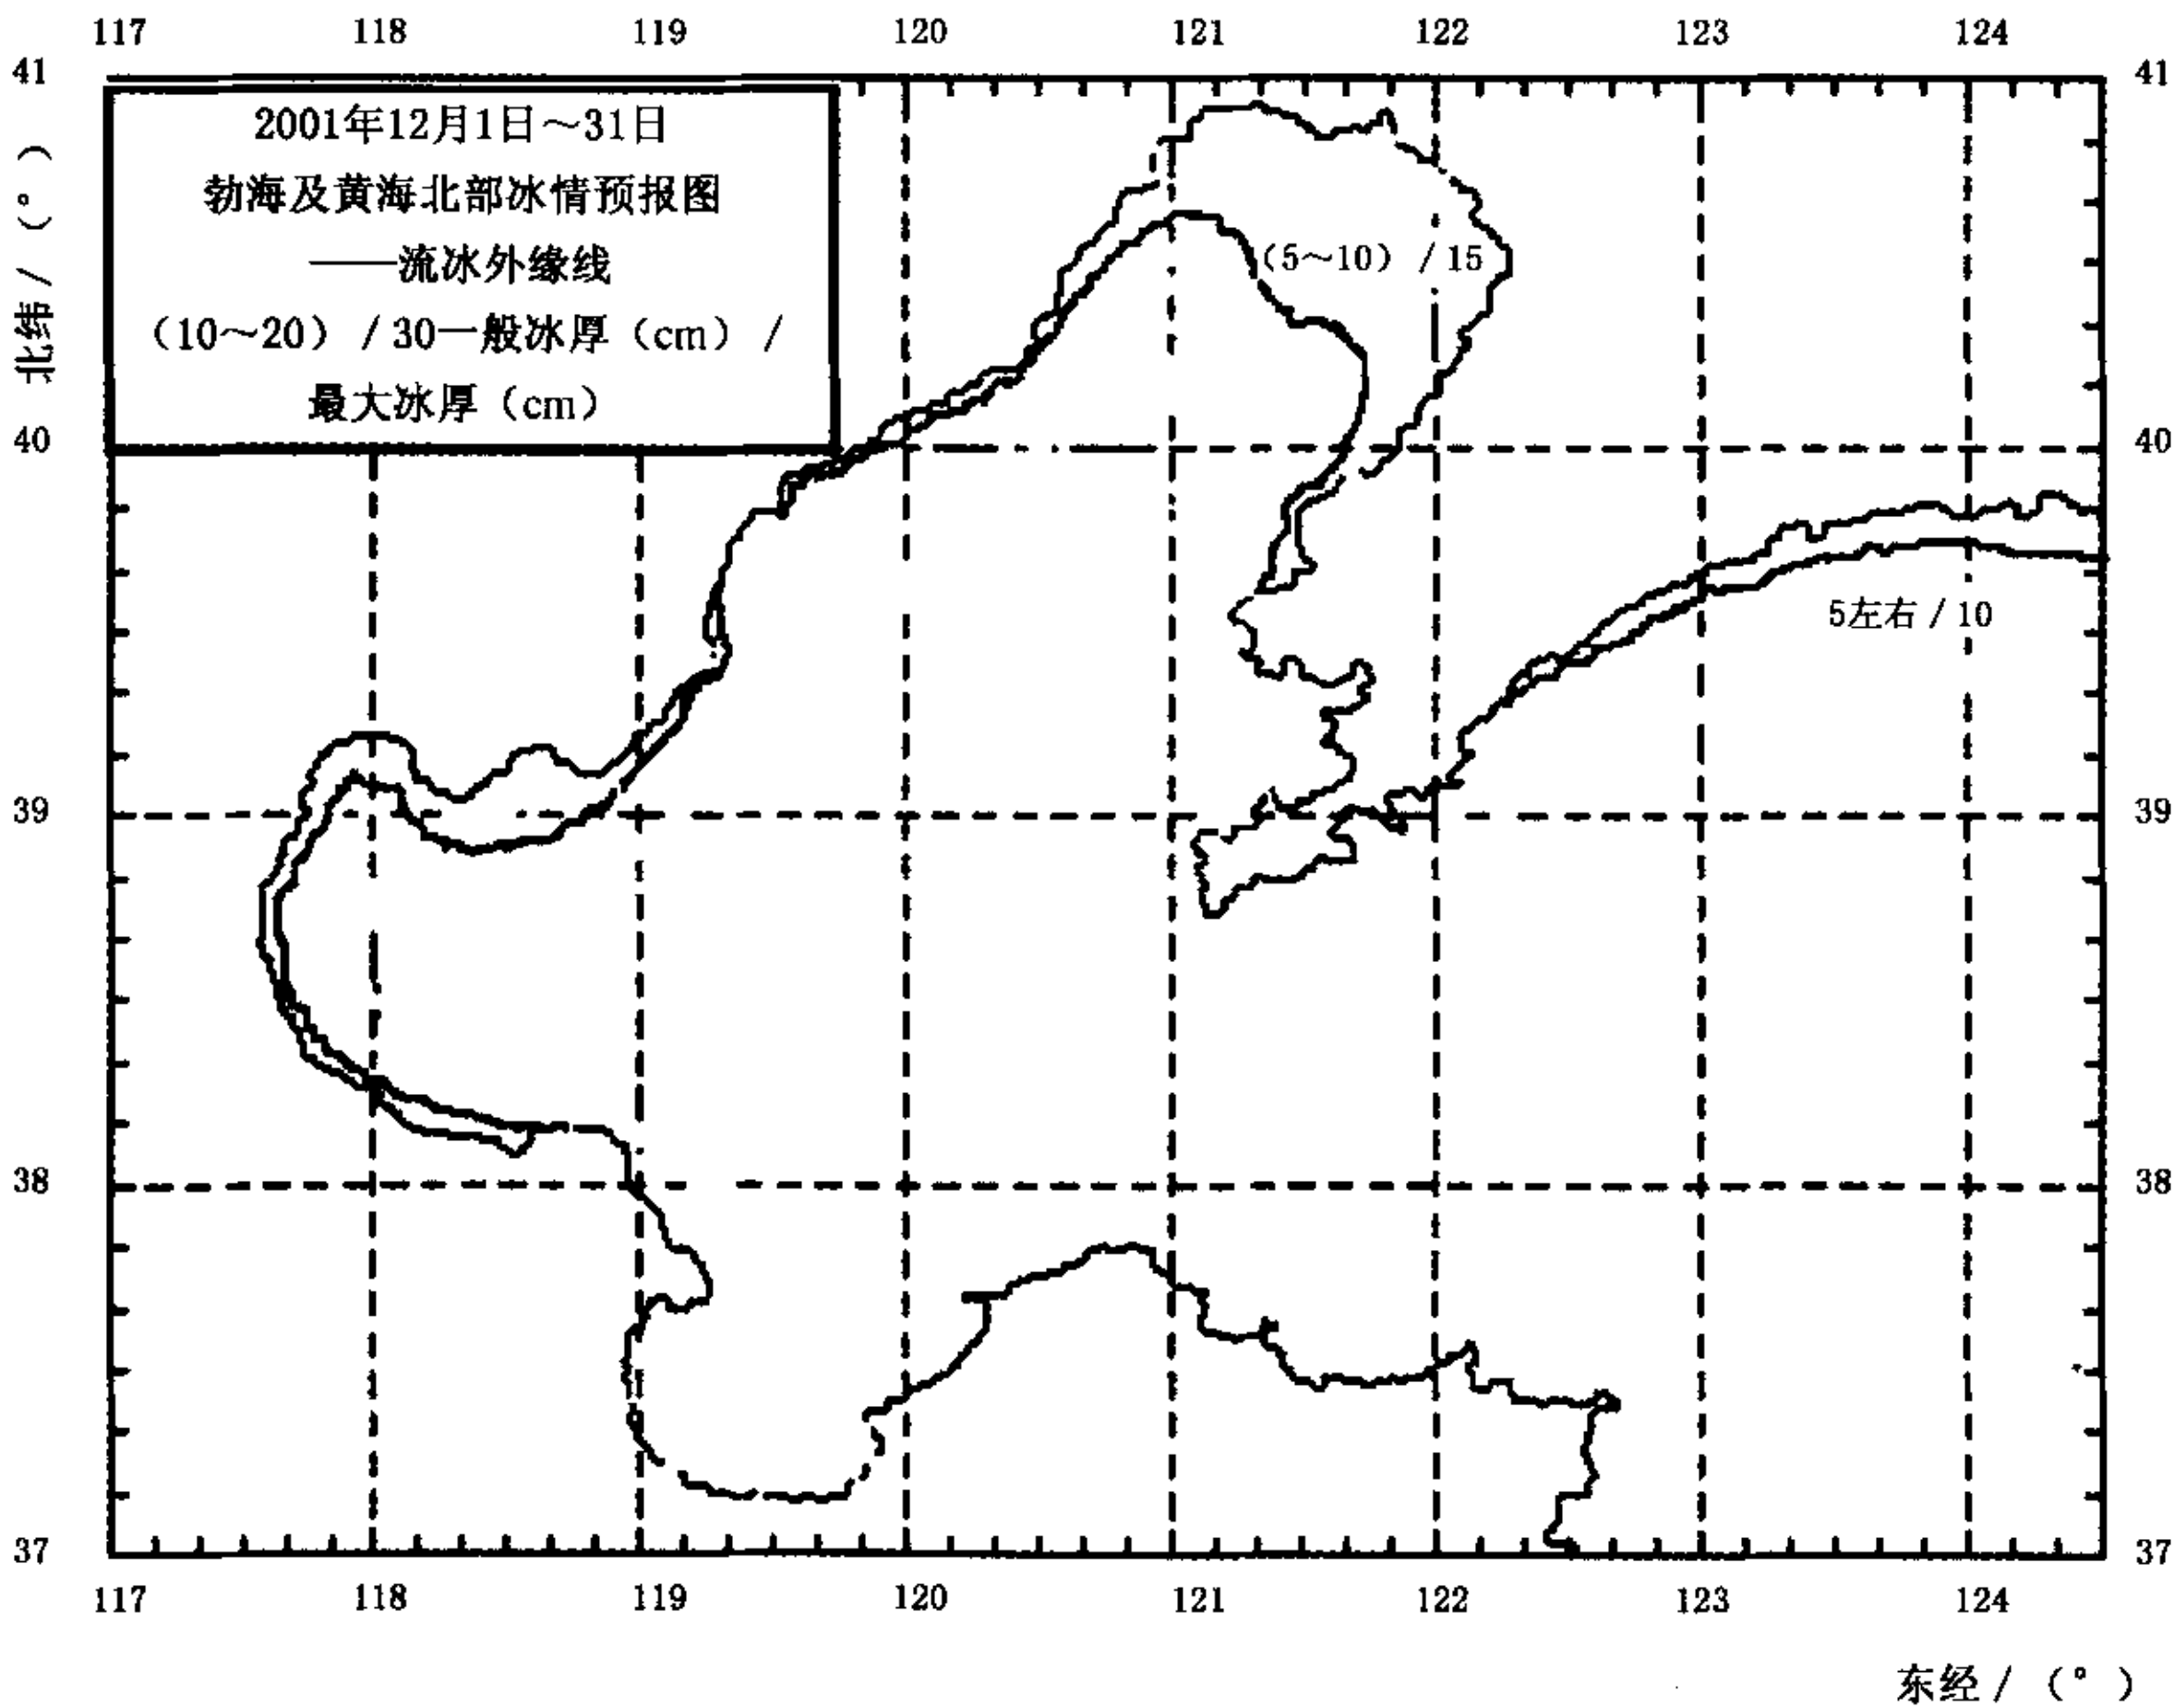 117 118 119 120 121 122 123 124
41 41
2001年12月1日～31日
勃海及黄海北部冰情预报图
——流冰外缘线
（10～20）/30一般冰厚（cm）/
最大冰厚（cm）
北纬/（°）
（5～10）/15
40 40
5左右/10
39 39
38 38
37 37
117 118 119 120 121 122 123 124
东经/（°）